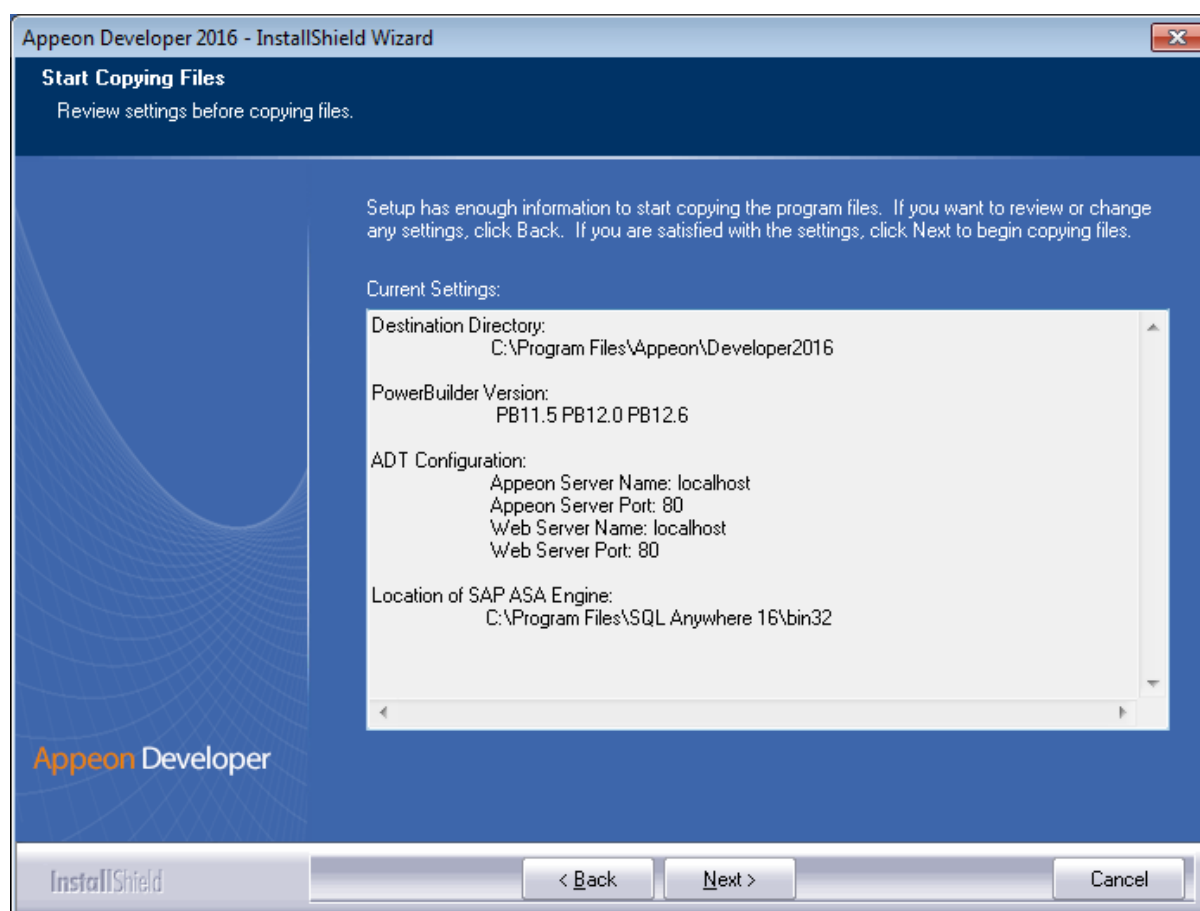 Appeon Developer 2016 - InstallShield Wizard
Start Copying Files
Review settings before copying files.
Setup has enough information to start copying the program files. If you want to review or change
any settings, click Back. If you are satisfied with the settings, click Next to begin copying files.
Current Settings:
Destination Directory:
C:\Program Files\Appeon\Developer2016
PowerBuilder Version:
PB11.5 PB12.0 PB12.6
ADT Configuration:
Appeon Server Name: localhost
Appeon Server Port: 80
Web Server Name: localhost
Web Server Port: 80
Location of SAP ASA Engine:
C:\Program Files\SQL Anywhere 16\bin32
Appeon Developer
InstallShield
< Back
Next >
Cancel